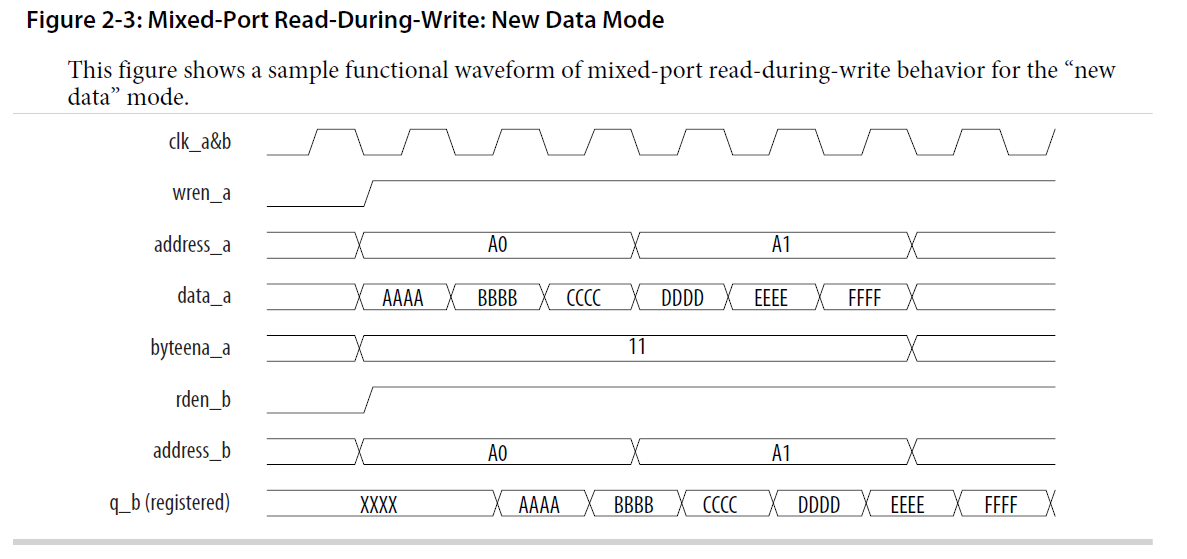 Figure 2-3: Mixed-Port Read-During-Write: New Data Mode
This figure shows a sample functional waveform of mixed-port read-during-write behavior for the “new
data” mode.
clk_a&b
wren_a
address_a A0 A1
data_a AAAA BBBB CCCC DDDD EEEE FFFF
byteena_a 11
rden_b
address_b A0 A1
q_b (registered) XXXX AAAA BBBB CCCC DDDD EEEE FFFF